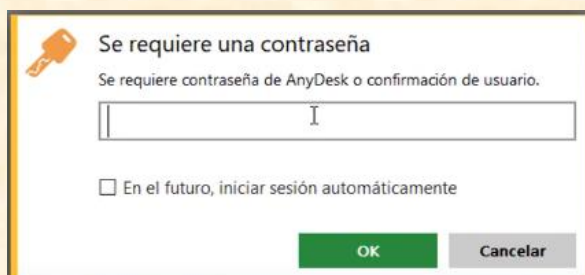 Se requiere una contraseña
Se requiere contraseña de AnyDesk o confirmación de usuario.
En el futuro, iniciar sesión automáticamente
OK Cancelar